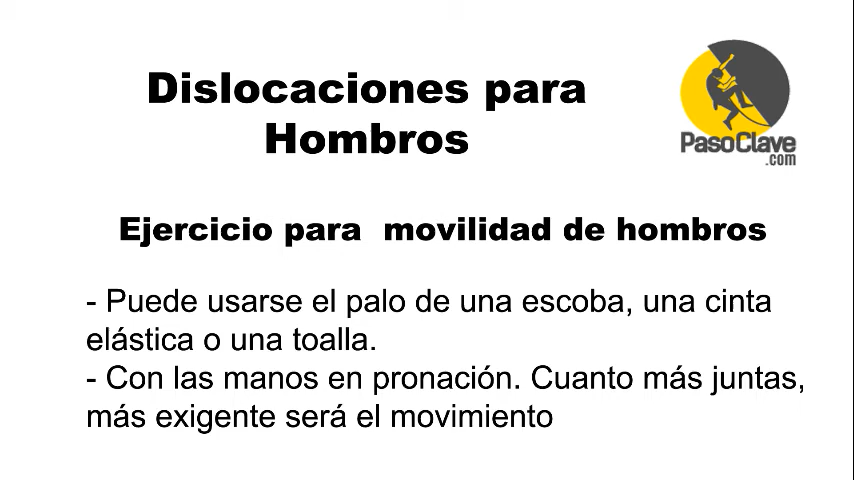 Dislocaciones para
Hombros
PasoClave
.com
Ejercicio para  movilidad de hombros
- Puede usarse el palo de una escoba, una cinta
elástica o una toalla.
- Con las manos en pronación. Cuanto más juntas,
más exigente será el movimiento